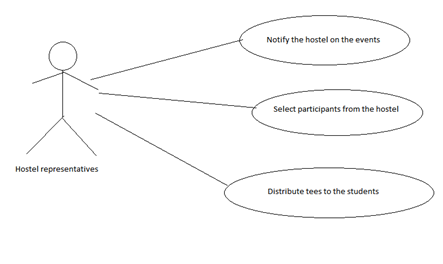 Notify the hostel on the events
Select participants from the hostel
Hostel representatives
Distribute tees to the students